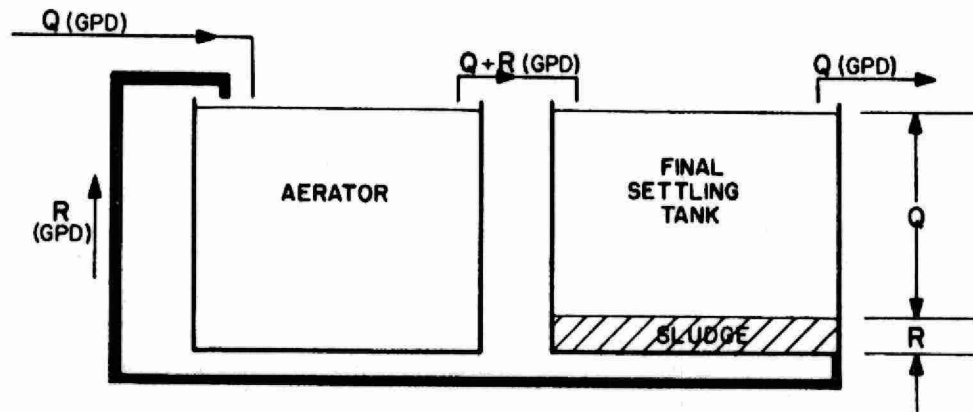 Q (GPD)
Q + R (GPD)
Q (GPD)
AERATOR
FINAL
SETTLING
TANK
R
(GPD)
Q
SLUDGE
R